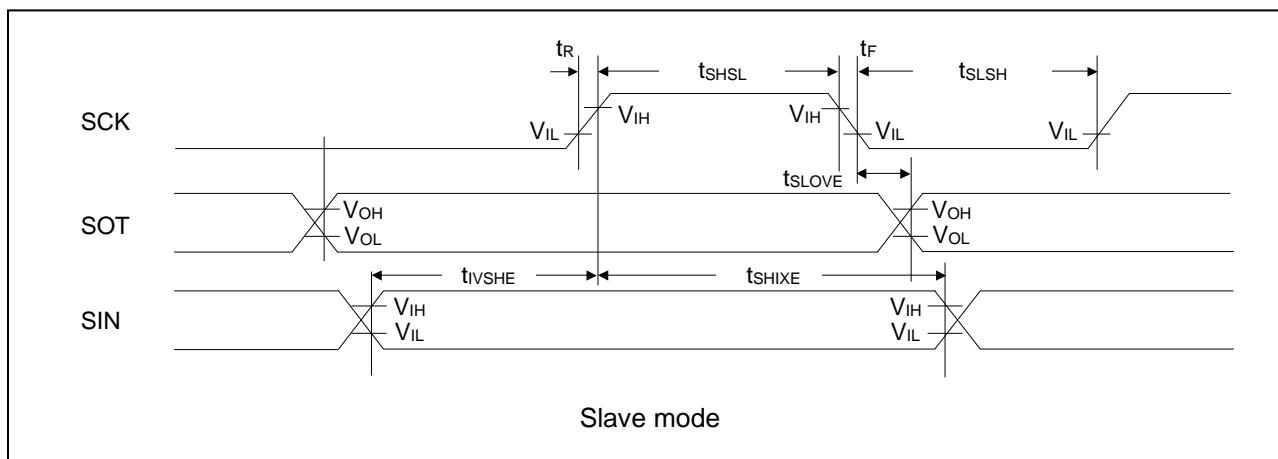 tR tF
tSHSL tSLSH
SCK VIL VIH VIH VIL VIL
tSLOVE
SOT VOH VOL VOH VOL
tIVSHE tSHIXE
SIN VIH VIL VIH VIL
Slave mode